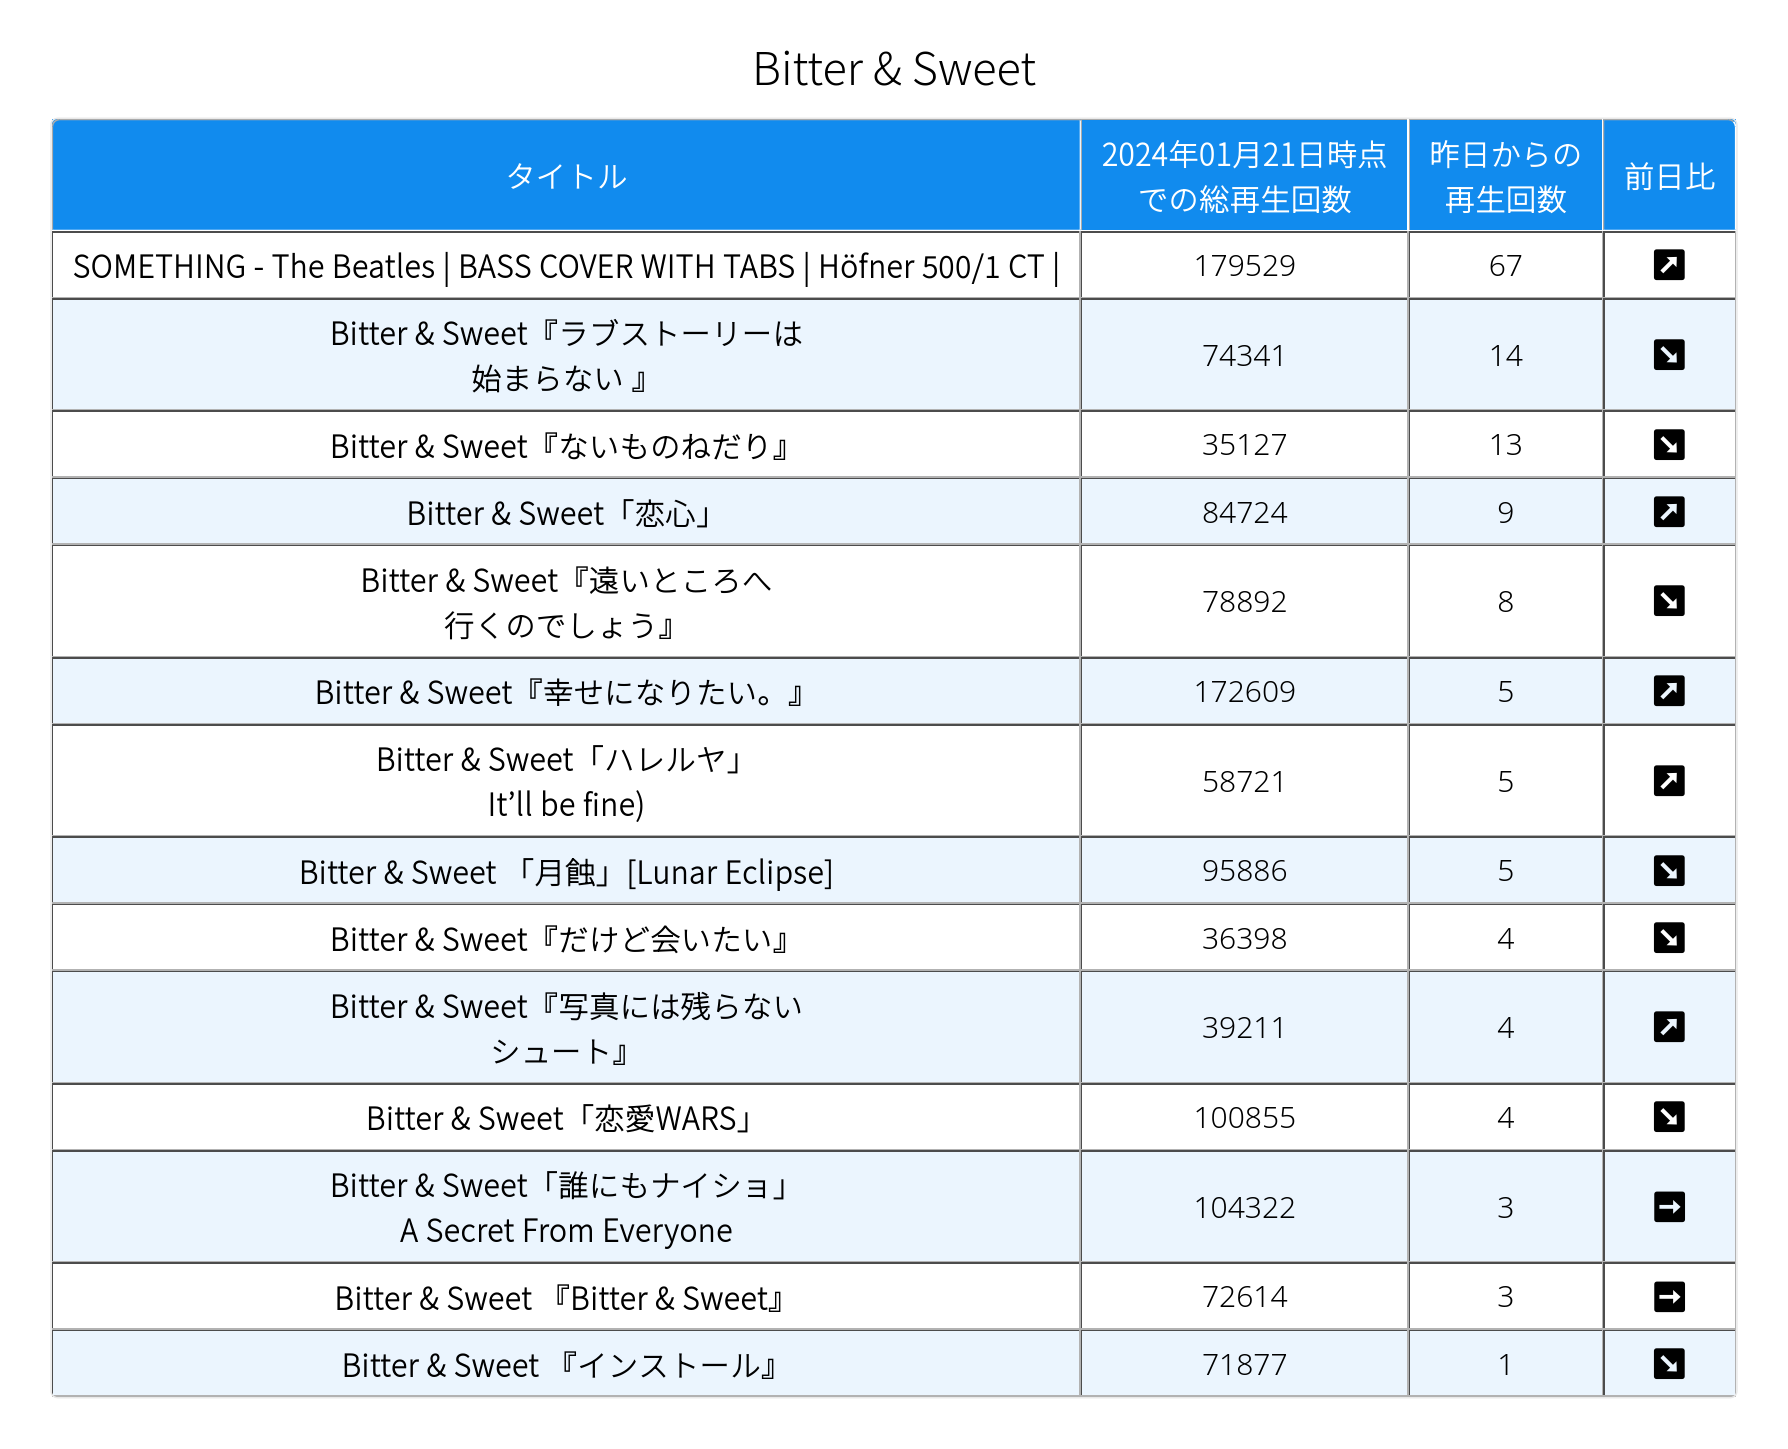 Bitter & Sweet
タイトル
2024年01月21日時点
での総再生回数
昨日からの
再生回数
前日比
SOMETHING - The Beatles | BASS COVER WITH TABS | Höfner 500/1 CT | 179529 67
Bitter & Sweet『ラブストーリーは
始まらない 』
74341 14
Bitter & Sweet『ないものねだり』 35127 13
Bitter & Sweet「恋心」 84724 9
Bitter & Sweet『遠いところへ
行くのでしょう』
78892 8
Bitter & Sweet『幸せになりたい。』 172609 5
Bitter & Sweet「ハレルヤ」
It’ll be fine)
58721 5
Bitter & Sweet 「月蝕」[Lunar Eclipse] 95886 5
Bitter & Sweet『だけど会いたい』 36398 4
Bitter & Sweet『写真には残らない
シュート』
39211 4
Bitter & Sweet「恋愛WARS」 100855 4
Bitter & Sweet「誰にもナイショ」
A Secret From Everyone
104322 3
Bitter & Sweet 『Bitter & Sweet』 72614 3
Bitter & Sweet 『インストール』 71877 1